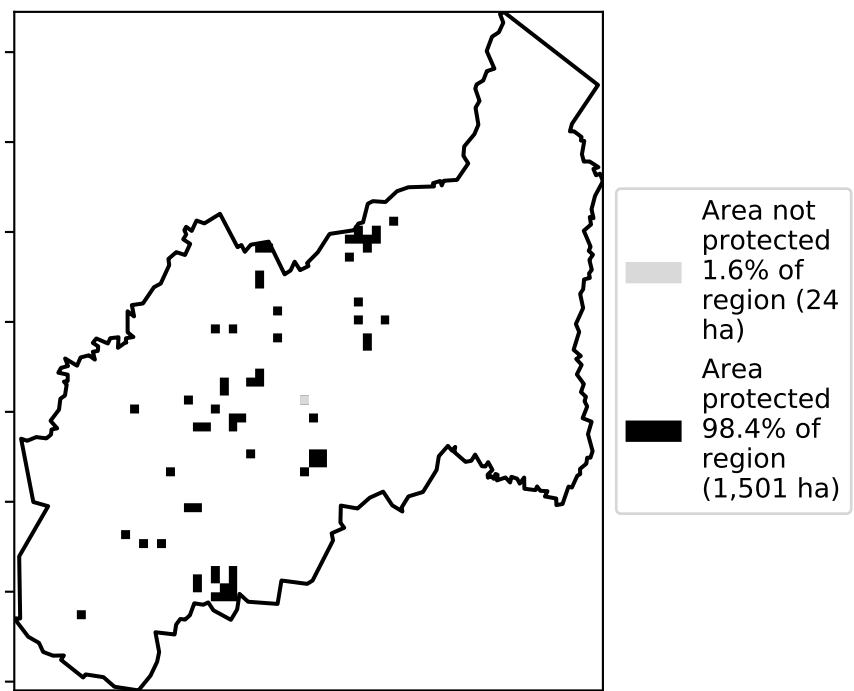 Area not
protected
1.6% of
region (24
ha)
Area
protected
98.4% of
region
(1,501 ha)